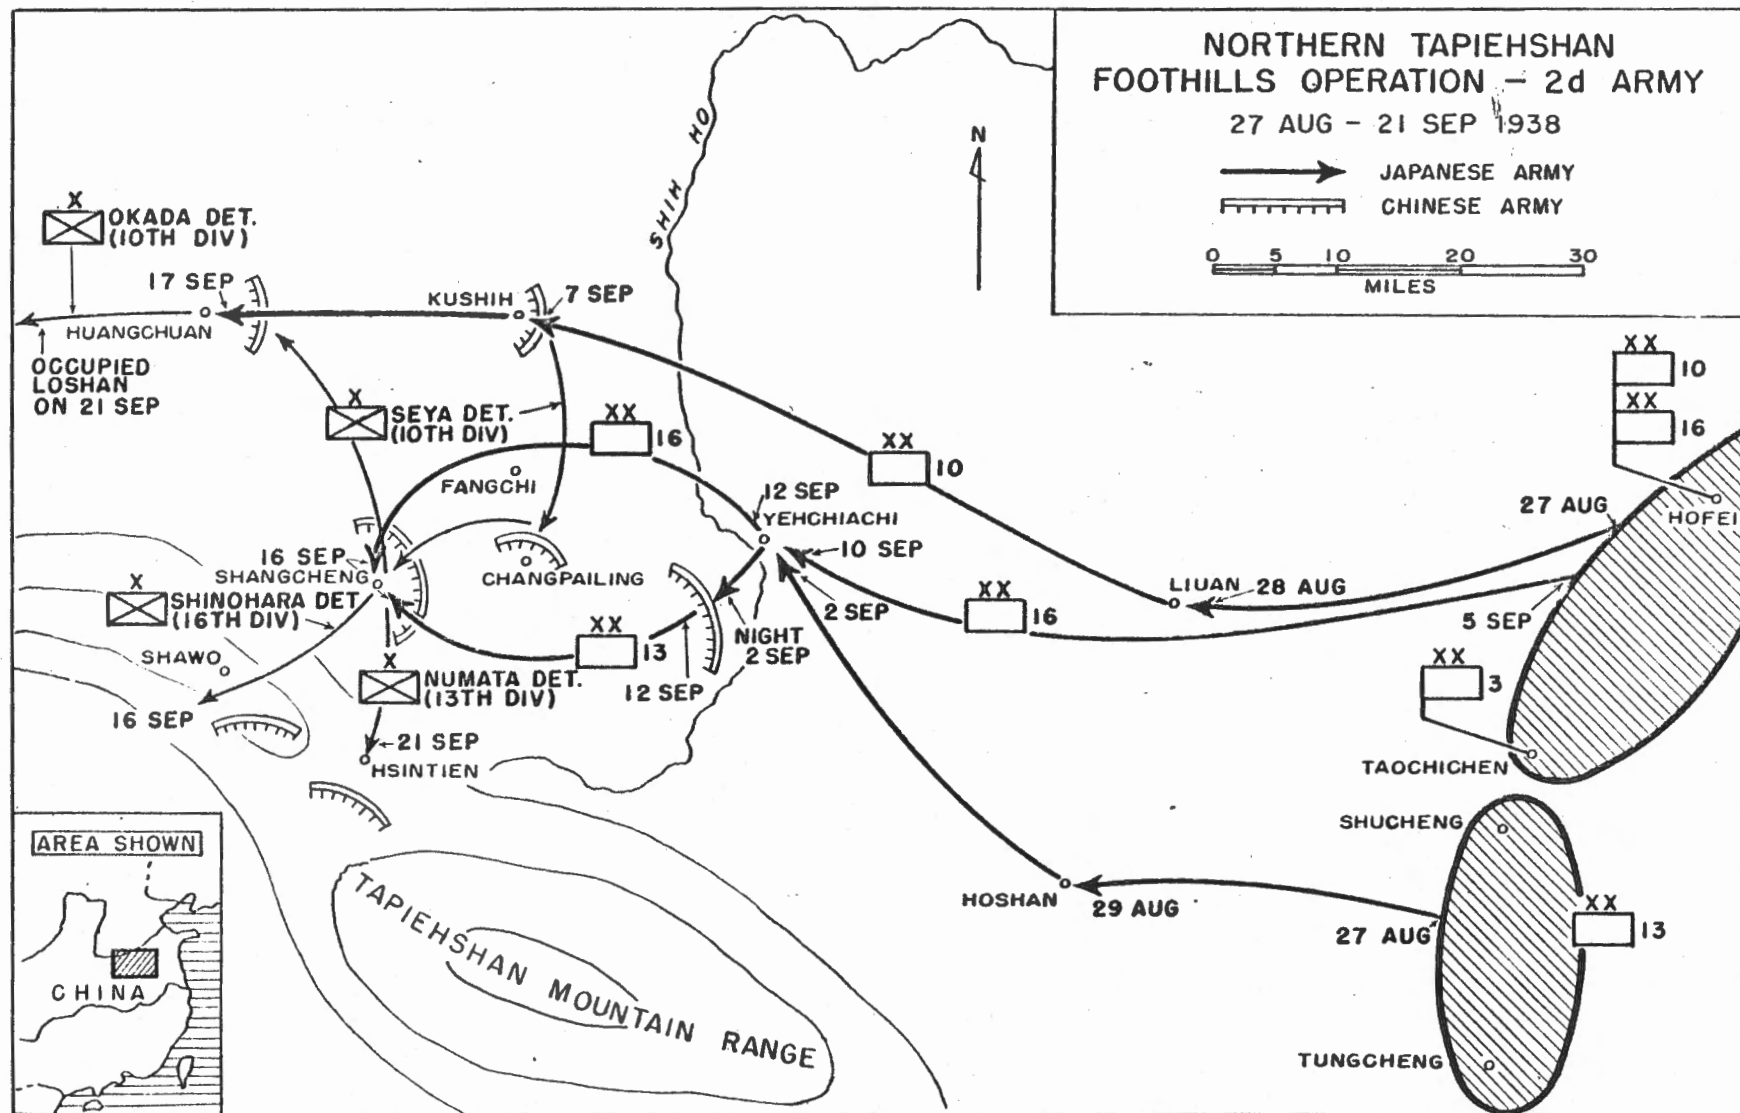 NORTHERN TAPIEHSHAN
FOOTHILLS OPERATION – 2d ARMY
27 AUG – 21 SEP 1938
JAPANESE ARMY
CHINESE ARMY
0 5 10 20 30
MILES
N
SHIH HO
X
OKADA DET.
(10TH DIV)
17 SEP
KUSHIH
7 SEP
HUANGCHUAN
OCCUPIED
LOSHAN
ON 21 SEP
X
SEYA DET.
(10TH DIV)
XX
16
XX
10
XX
10
XX
16
FANGCHI
12 SEP
YEHCHIACHI
10 SEP
27 AUG
HOFEI
16 SEP
SHANGCHENG
CHANGPAILING
2 SEP
XX
16
LIUAN
28 AUG
5 SEP
X
SHINOHARA DET
(16TH DIV)
XX
13
NIGHT
2 SEP
12 SEP
SHAWO
16 SEP
X
NUMATA DET.
(13TH DIV)
21 SEP
HSINTIEN
XX
3
TAOCHICHEN
SHUCHENG
HOSHAN
29 AUG
27 AUG
XX
13
TUNGCHENG
TAPIEHSHAN MOUNTAIN RANGE
AREA SHOWN
CHINA